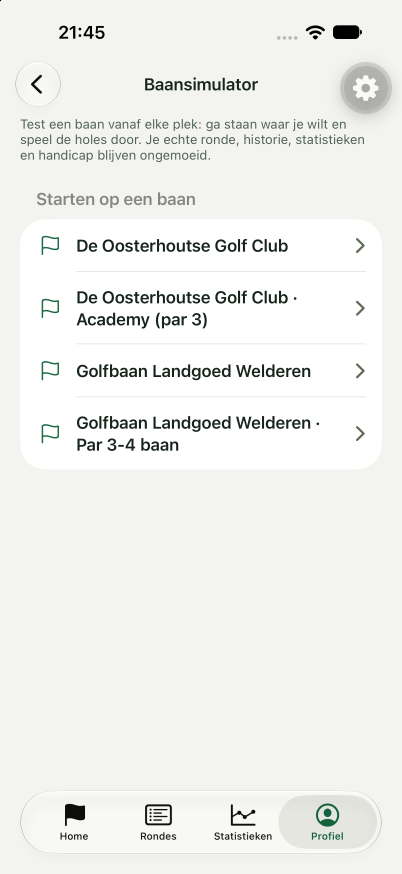 21:45
Baansimulator
Test een baan vanaf elke plek: ga staan waar je wilt en
speel de holes door. Je echte ronde, historie, statistieken
en handicap blijven ongemoeid.
Starten op een baan
De Oosterhoutse Golf Club
De Oosterhoutse Golf Club ·
Academy (par 3)
Golfbaan Landgoed Welderen
Golfbaan Landgoed Welderen ·
Par 3-4 baan
Home
Rondes
Statistieken
Profiel